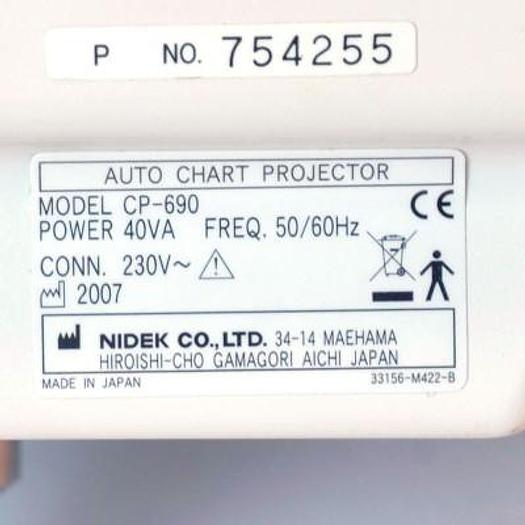 P NO. 754255
AUTO CHART PROJECTOR
MODEL CP-690
POWER 40VA FREQ. 50/60Hz
CONN. 230V~
2007
NIDEK CO.,LTD. 34-14 MAEHAMA
HIROISHI-CHO GAMAGORI AICHI JAPAN
MADE IN JAPAN 33156-M422-B
CE